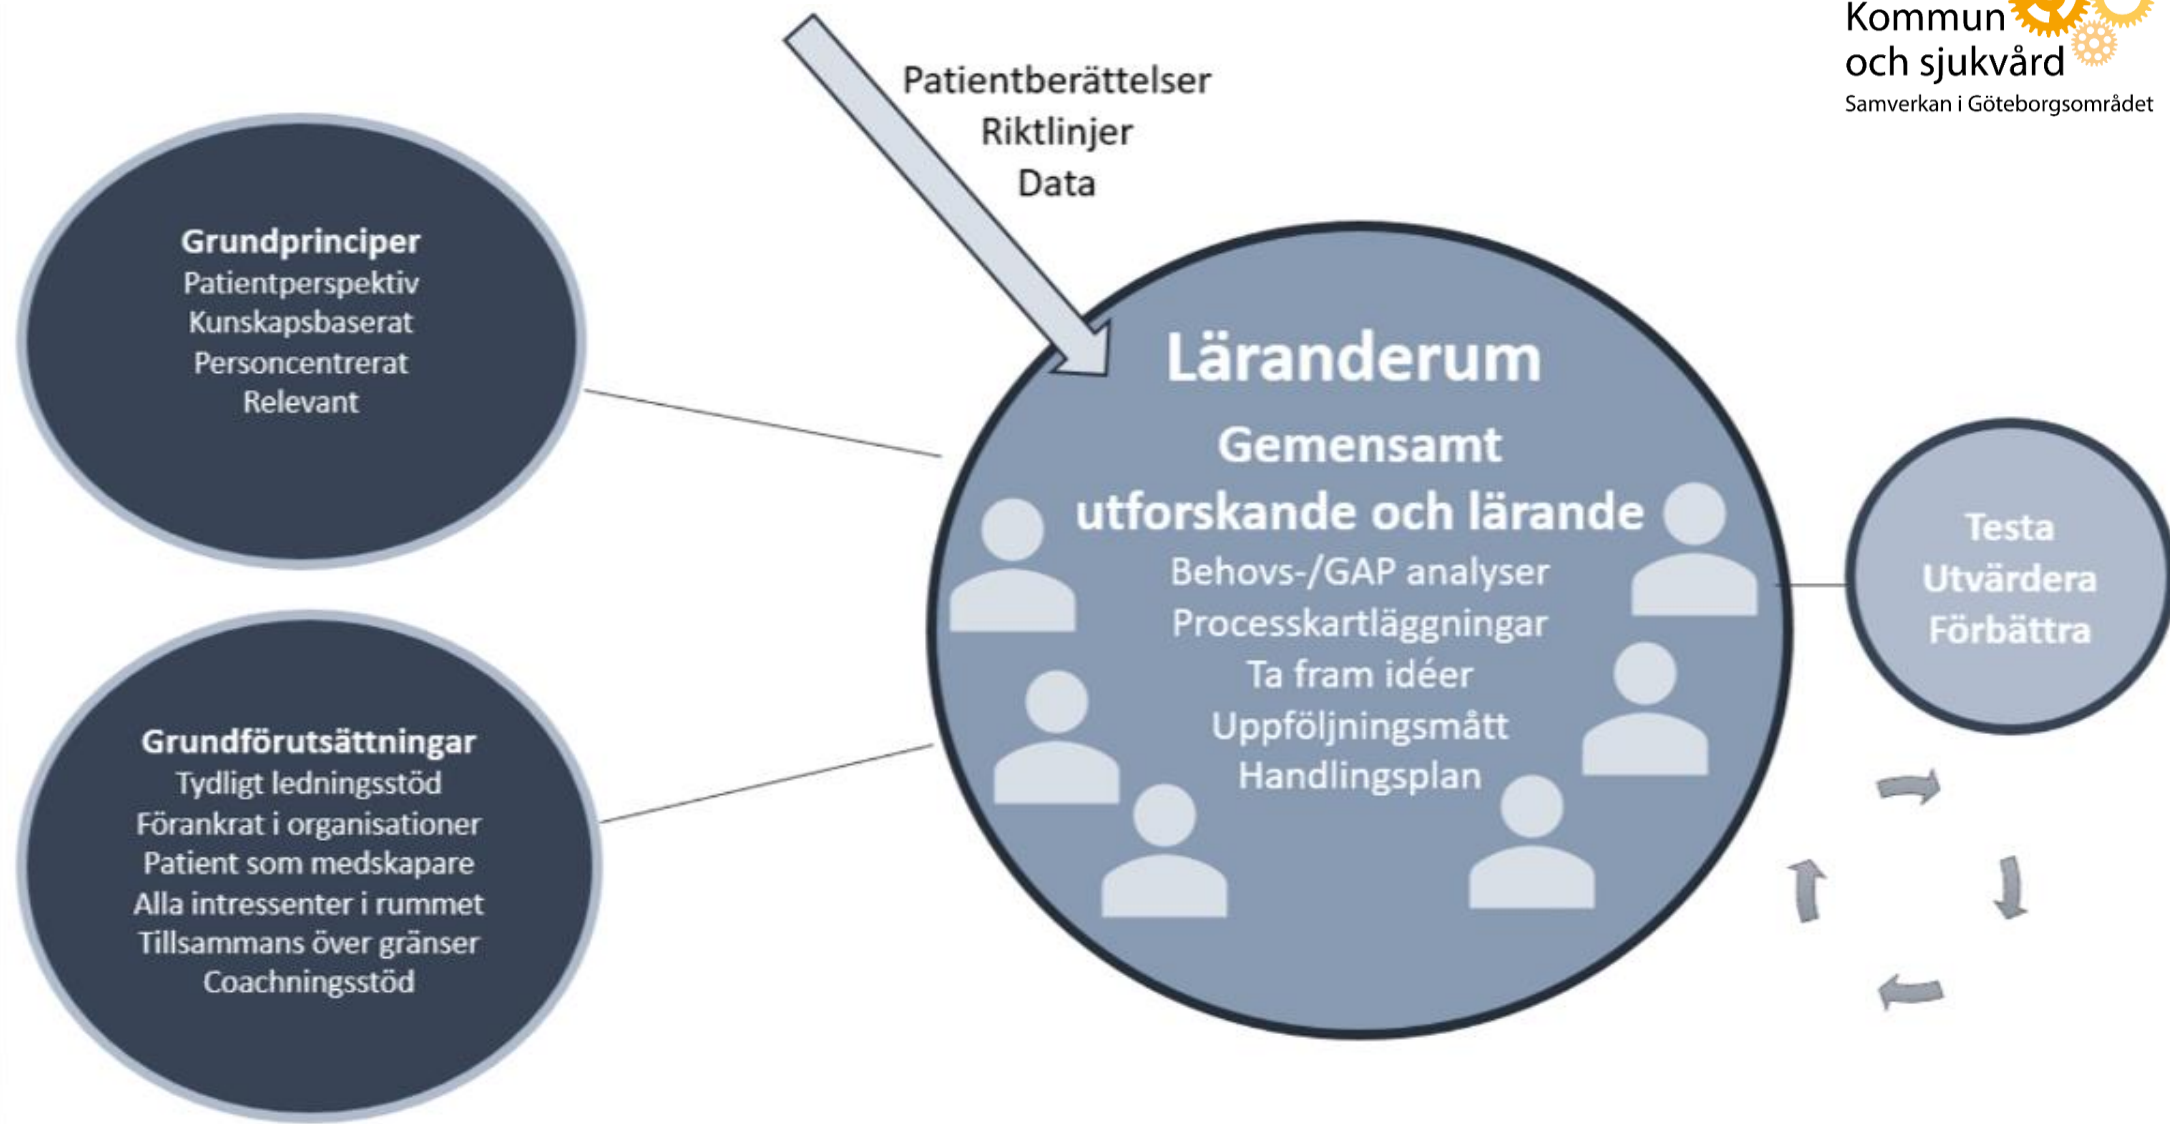 Kommun
och sjukvård
Samverkan i Göteborgsområdet
Patientberättelser
Riktlinjer
Data
Grundprinciper
Patientperspektiv
Kunskapsbaserat
Personcentrerat
Relevant
Grundförutsättningar
Tydligt ledningsstöd
Förankrat i organisationer
Patient som medskapare
Alla intressenter i rummet
Tillsammans över gränser
Coachningsstöd
Läranderum
Gemensamt
utforskande och lärande
Behovs-/GAP analyser
Processkartläggningar
Ta fram idéer
Uppföljningsmått
Handlingsplan
Testa
Utvärdera
Förbättra